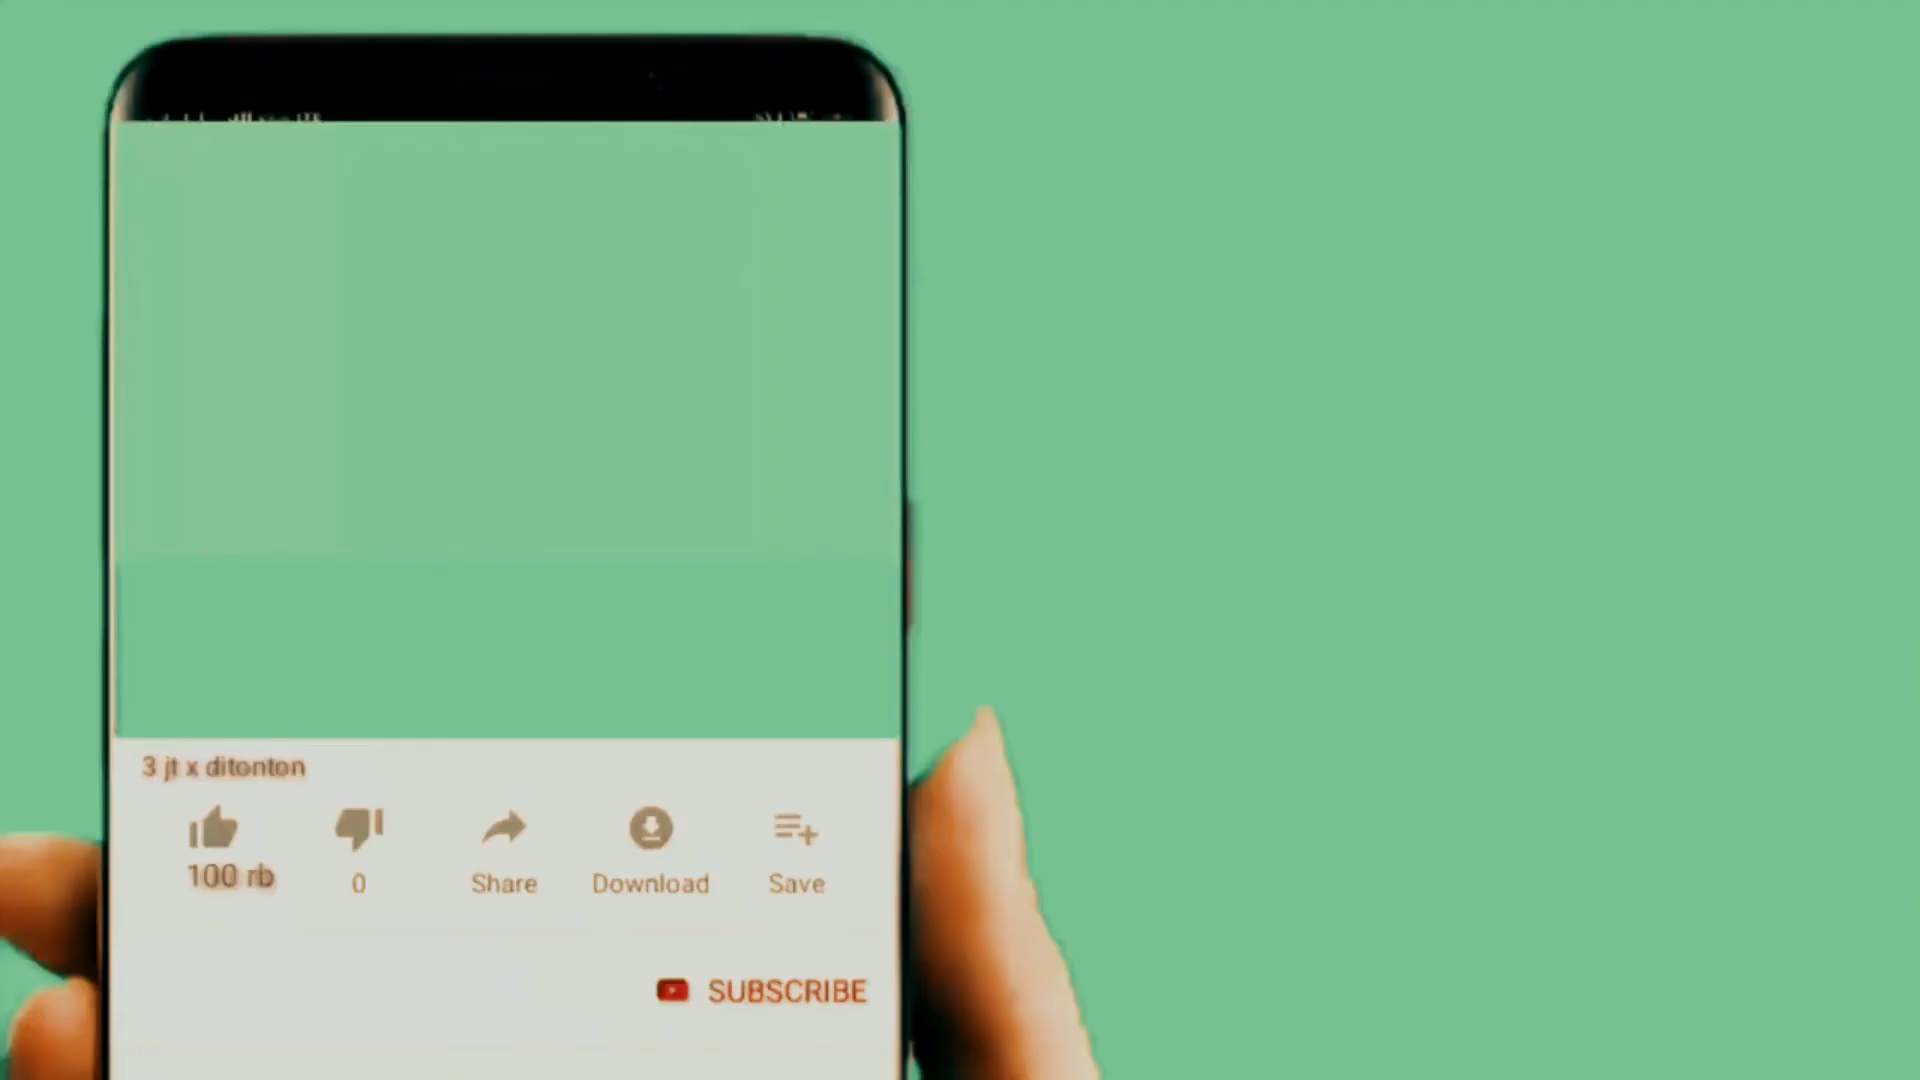 3 jt x ditonton
100 rb
0
Share
Download
Save
SUBSCRIBE